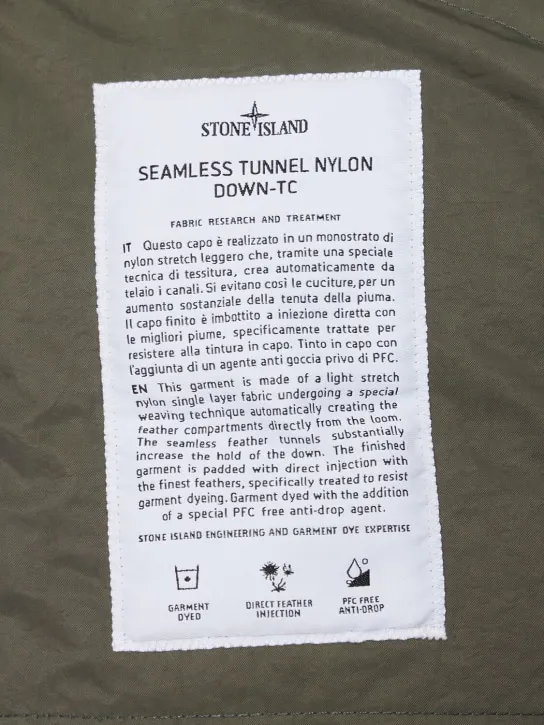 STONE ISLAND
SEAMLESS TUNNEL NYLON
DOWN-TC
FABRIC RESEARCH AND TREATMENT
IT Questo capo è realizzato in un monostrato di
nylon stretch leggero che, tramite una speciale
tecnica di tessitura, crea automaticamente da
telaio i canali. Si evitano così le cuciture, per un
aumento sostanziale della tenuta della piuma.
Il capo finito è imbottito a iniezione diretta con
le migliori piume, specificamente trattate per
resistere alla tintura in capo. Tinto in capo con
l'aggiunta di un agente anti goccia privo di PFC.
EN This garment is made of a light stretch
nylon single layer fabric undergoing a special
weaving technique automatically creating the
feather compartments directly from the loom.
The seamless feather tunnels substantially
increase the hold of the down. The finished
garment is padded with direct injection with
the finest feathers, specifically treated to resist
garment dyeing. Garment dyed with the addition
of a special PFC free anti-drop agent.
STONE ISLAND ENGINEERING AND GARMENT DYE EXPERTISE
GARMENT
DYED
DIRECT FEATHER
INJECTION
PFC FREE
ANTI-DROP